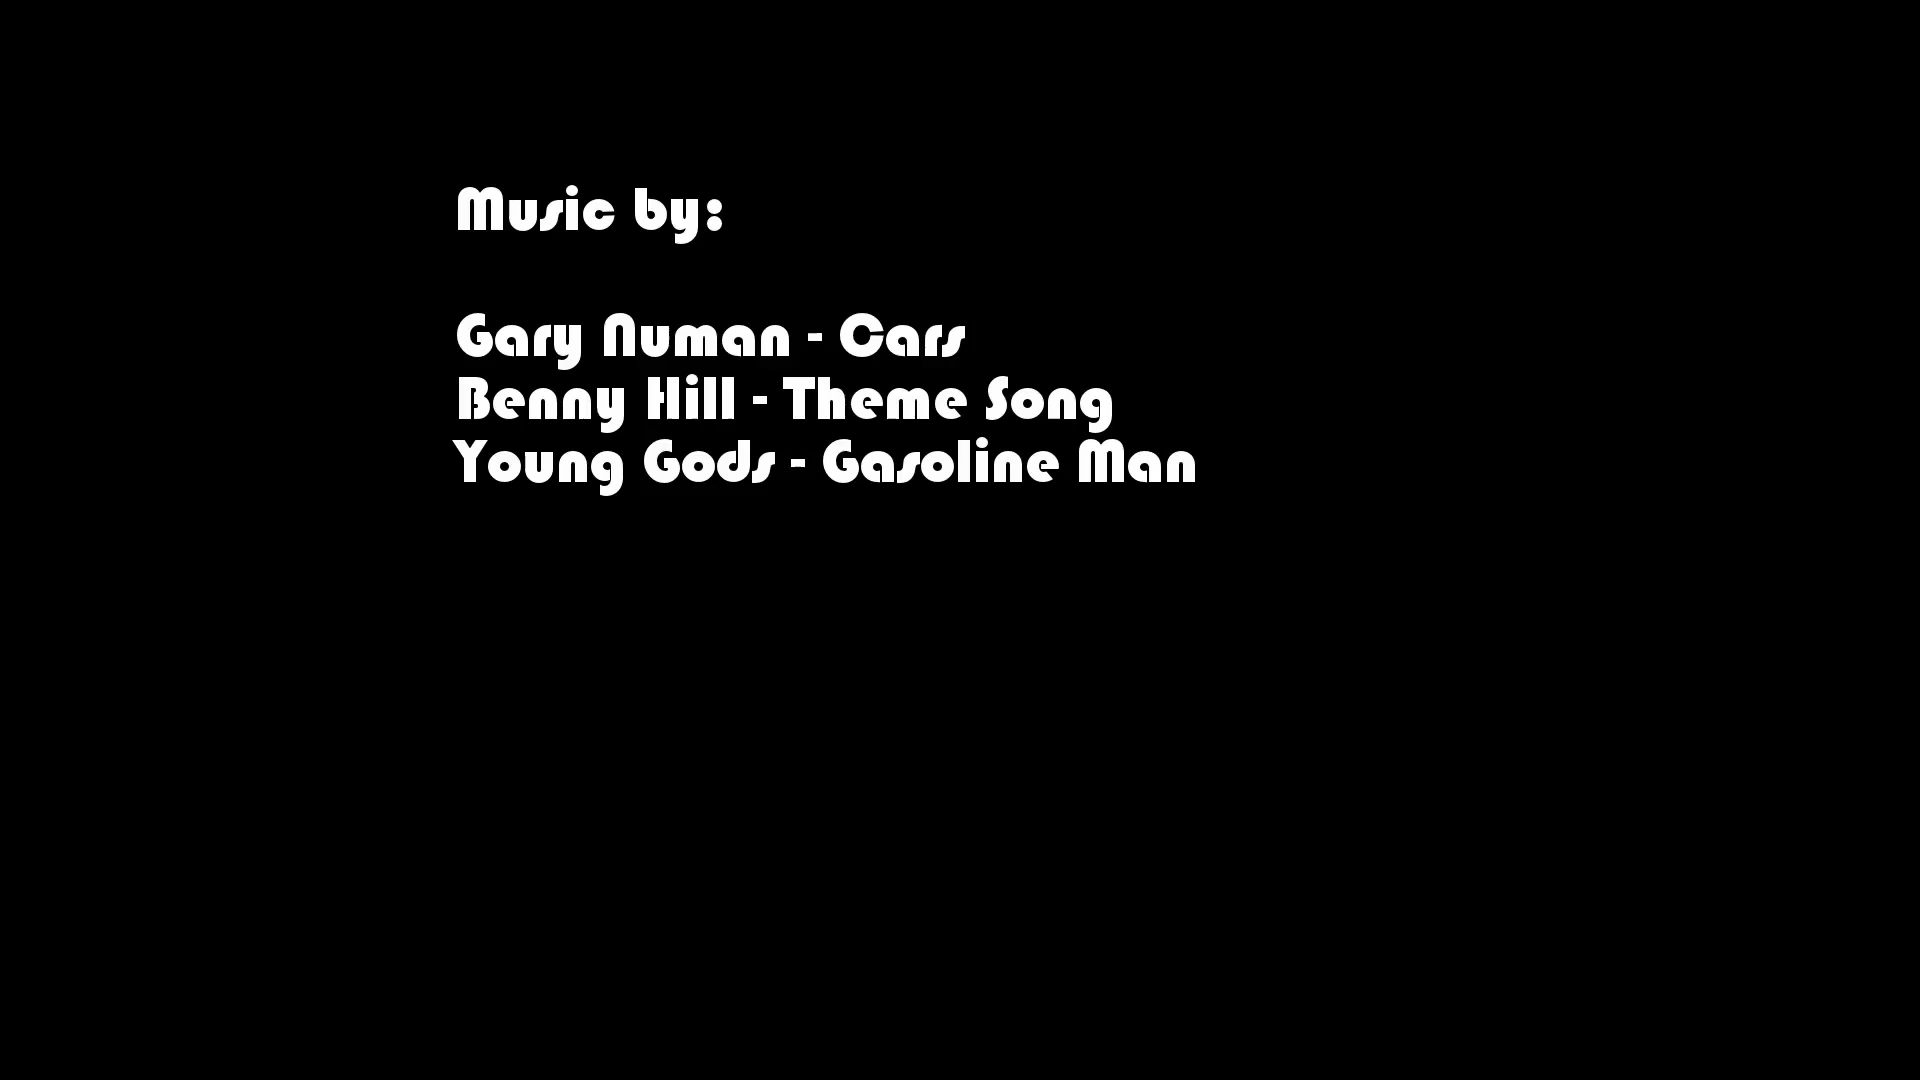 Music by:
Gary Numan - Cars
Benny Hill - Theme Song
Young Gods - Gasoline Man